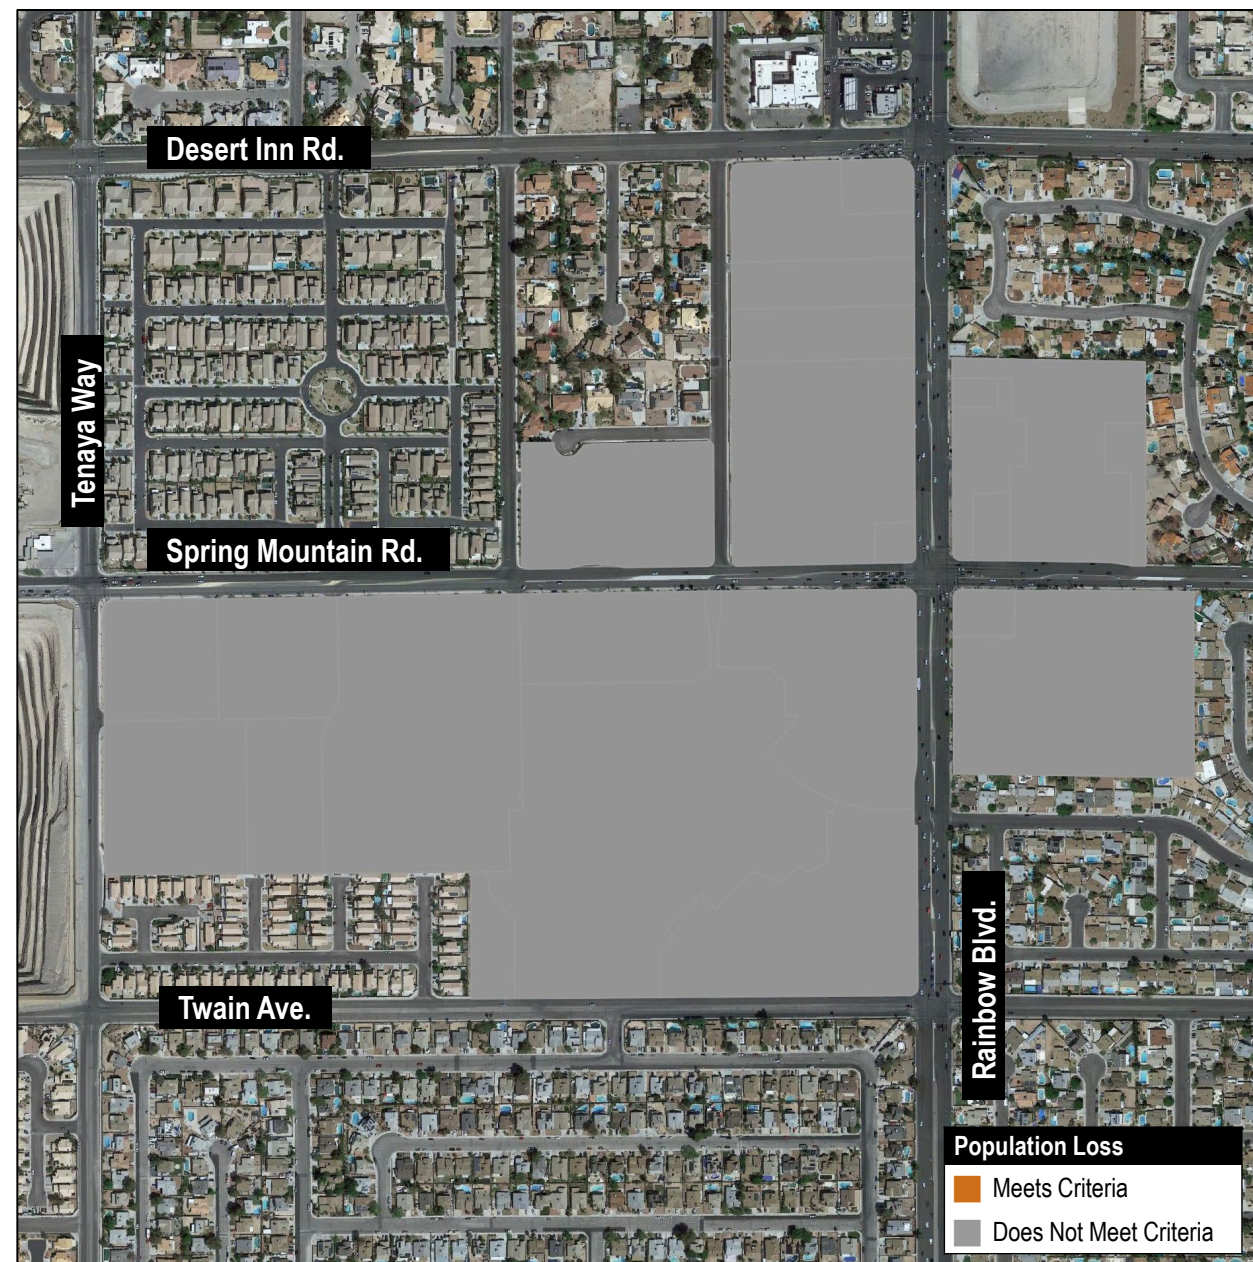 Desert Inn Rd.
Tenaya Way
Spring Mountain Rd.
Rainbow Blvd.
Twain Ave.
Population Loss
Meets Criteria
Does Not Meet Criteria